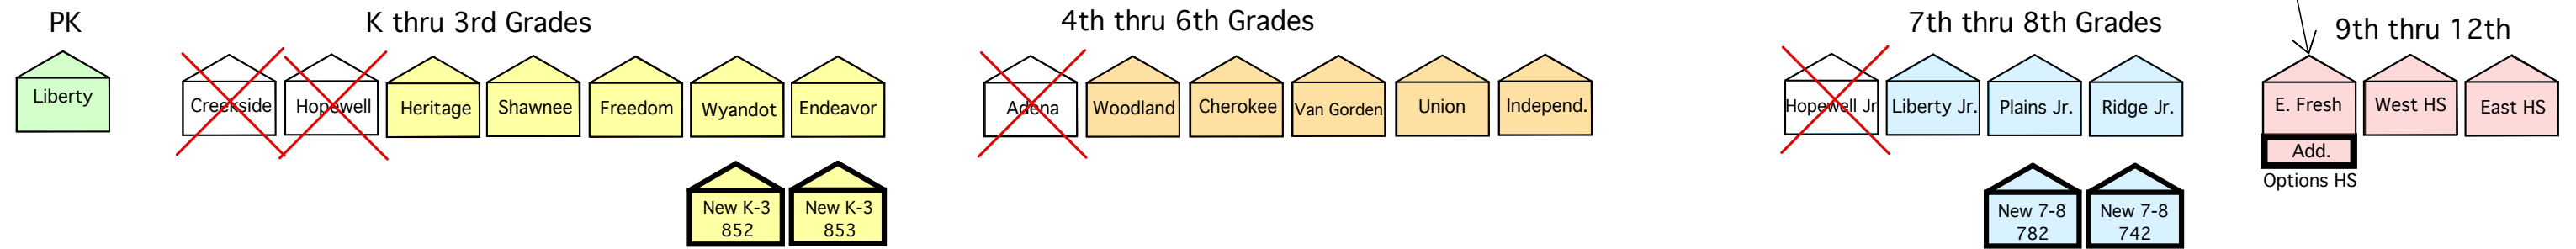 PK
K thru 3rd Grades
4th thru 6th Grades
7th thru 8th Grades
9th thru 12th
Liberty
Creekside
Hopewell
Heritage
Shawnee
Freedom
Wyandot
Endeavor
Adena
Woodland
Cherokee
Van Gorden
Union
Independ.
Hopewell Jr
Liberty Jr.
Plains Jr.
Ridge Jr.
E. Fresh
West HS
East HS
Add.
Options HS
New K-3
852
New K-3
853
New 7-8
782
New 7-8
742